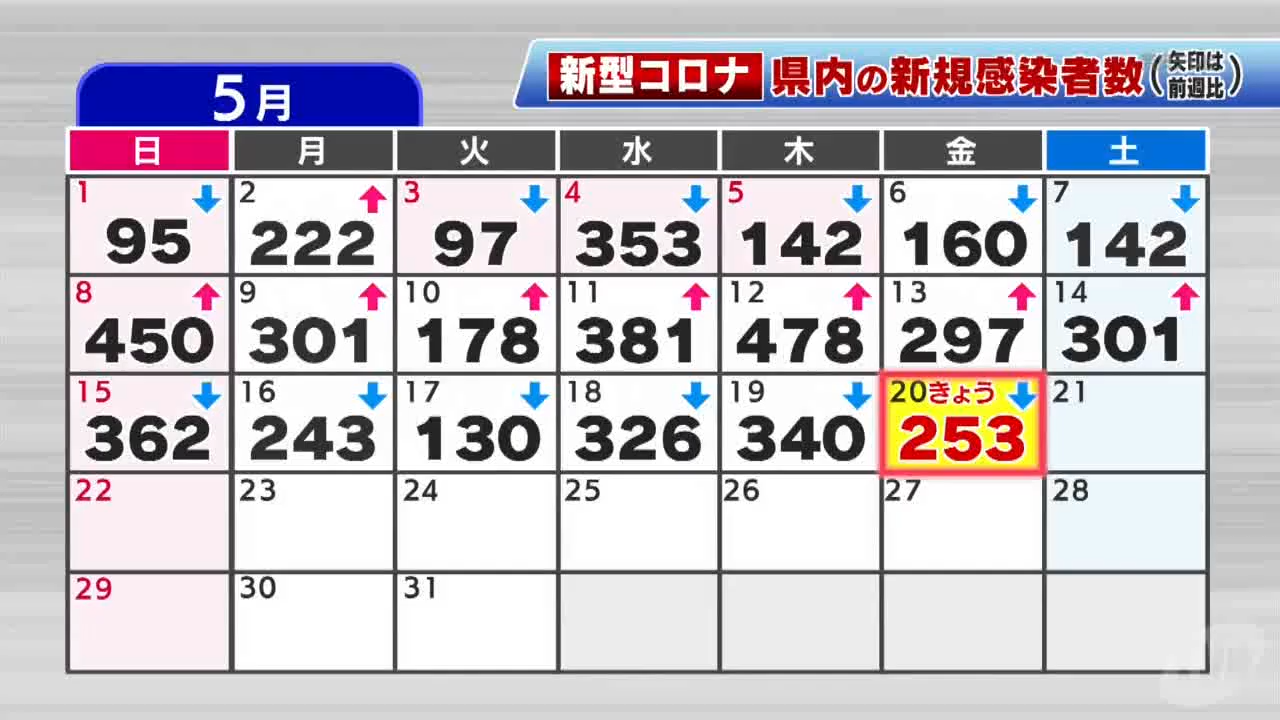 新型コロナ 県内の新規感染者数(矢印は前週比)
5月
日 月 火 水 木 金 土
1 2 3 4 5 6 7
95 222 97 353 142 160 142
8 9 10 11 12 13 14
450 301 178 381 478 297 301
15 16 17 18 19 20きょう 21
362 243 130 326 340 253
22 23 24 25 26 27 28
29 30 31